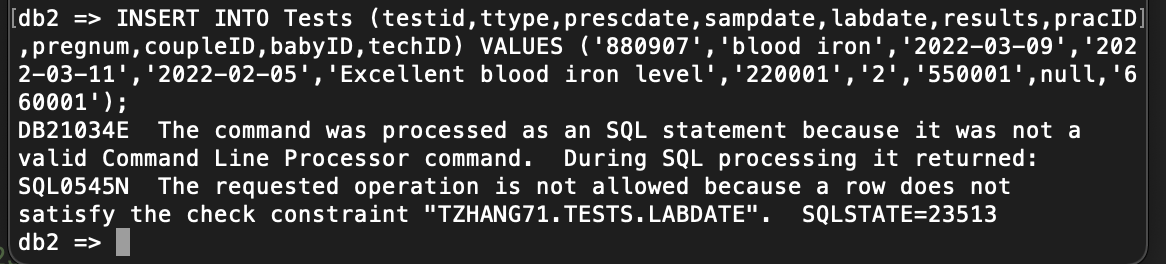 [db2 => INSERT INTO Tests (testid,ttype,prescdate,sampdate,labdate,results,pracID]
,pregnum,coupleID,babyID,techID) VALUES ('880907','blood iron','2022-03-09','202
2-03-11','2022-02-05','Excellent blood iron level','220001','2','550001',null,'6
60001');
DB21034E  The command was processed as an SQL statement because it was not a
valid Command Line Processor command.  During SQL processing it returned:
SQL0545N  The requested operation is not allowed because a row does not
satisfy the check constraint "TZHANG71.TESTS.LABDATE".  SQLSTATE=23513
db2 =>